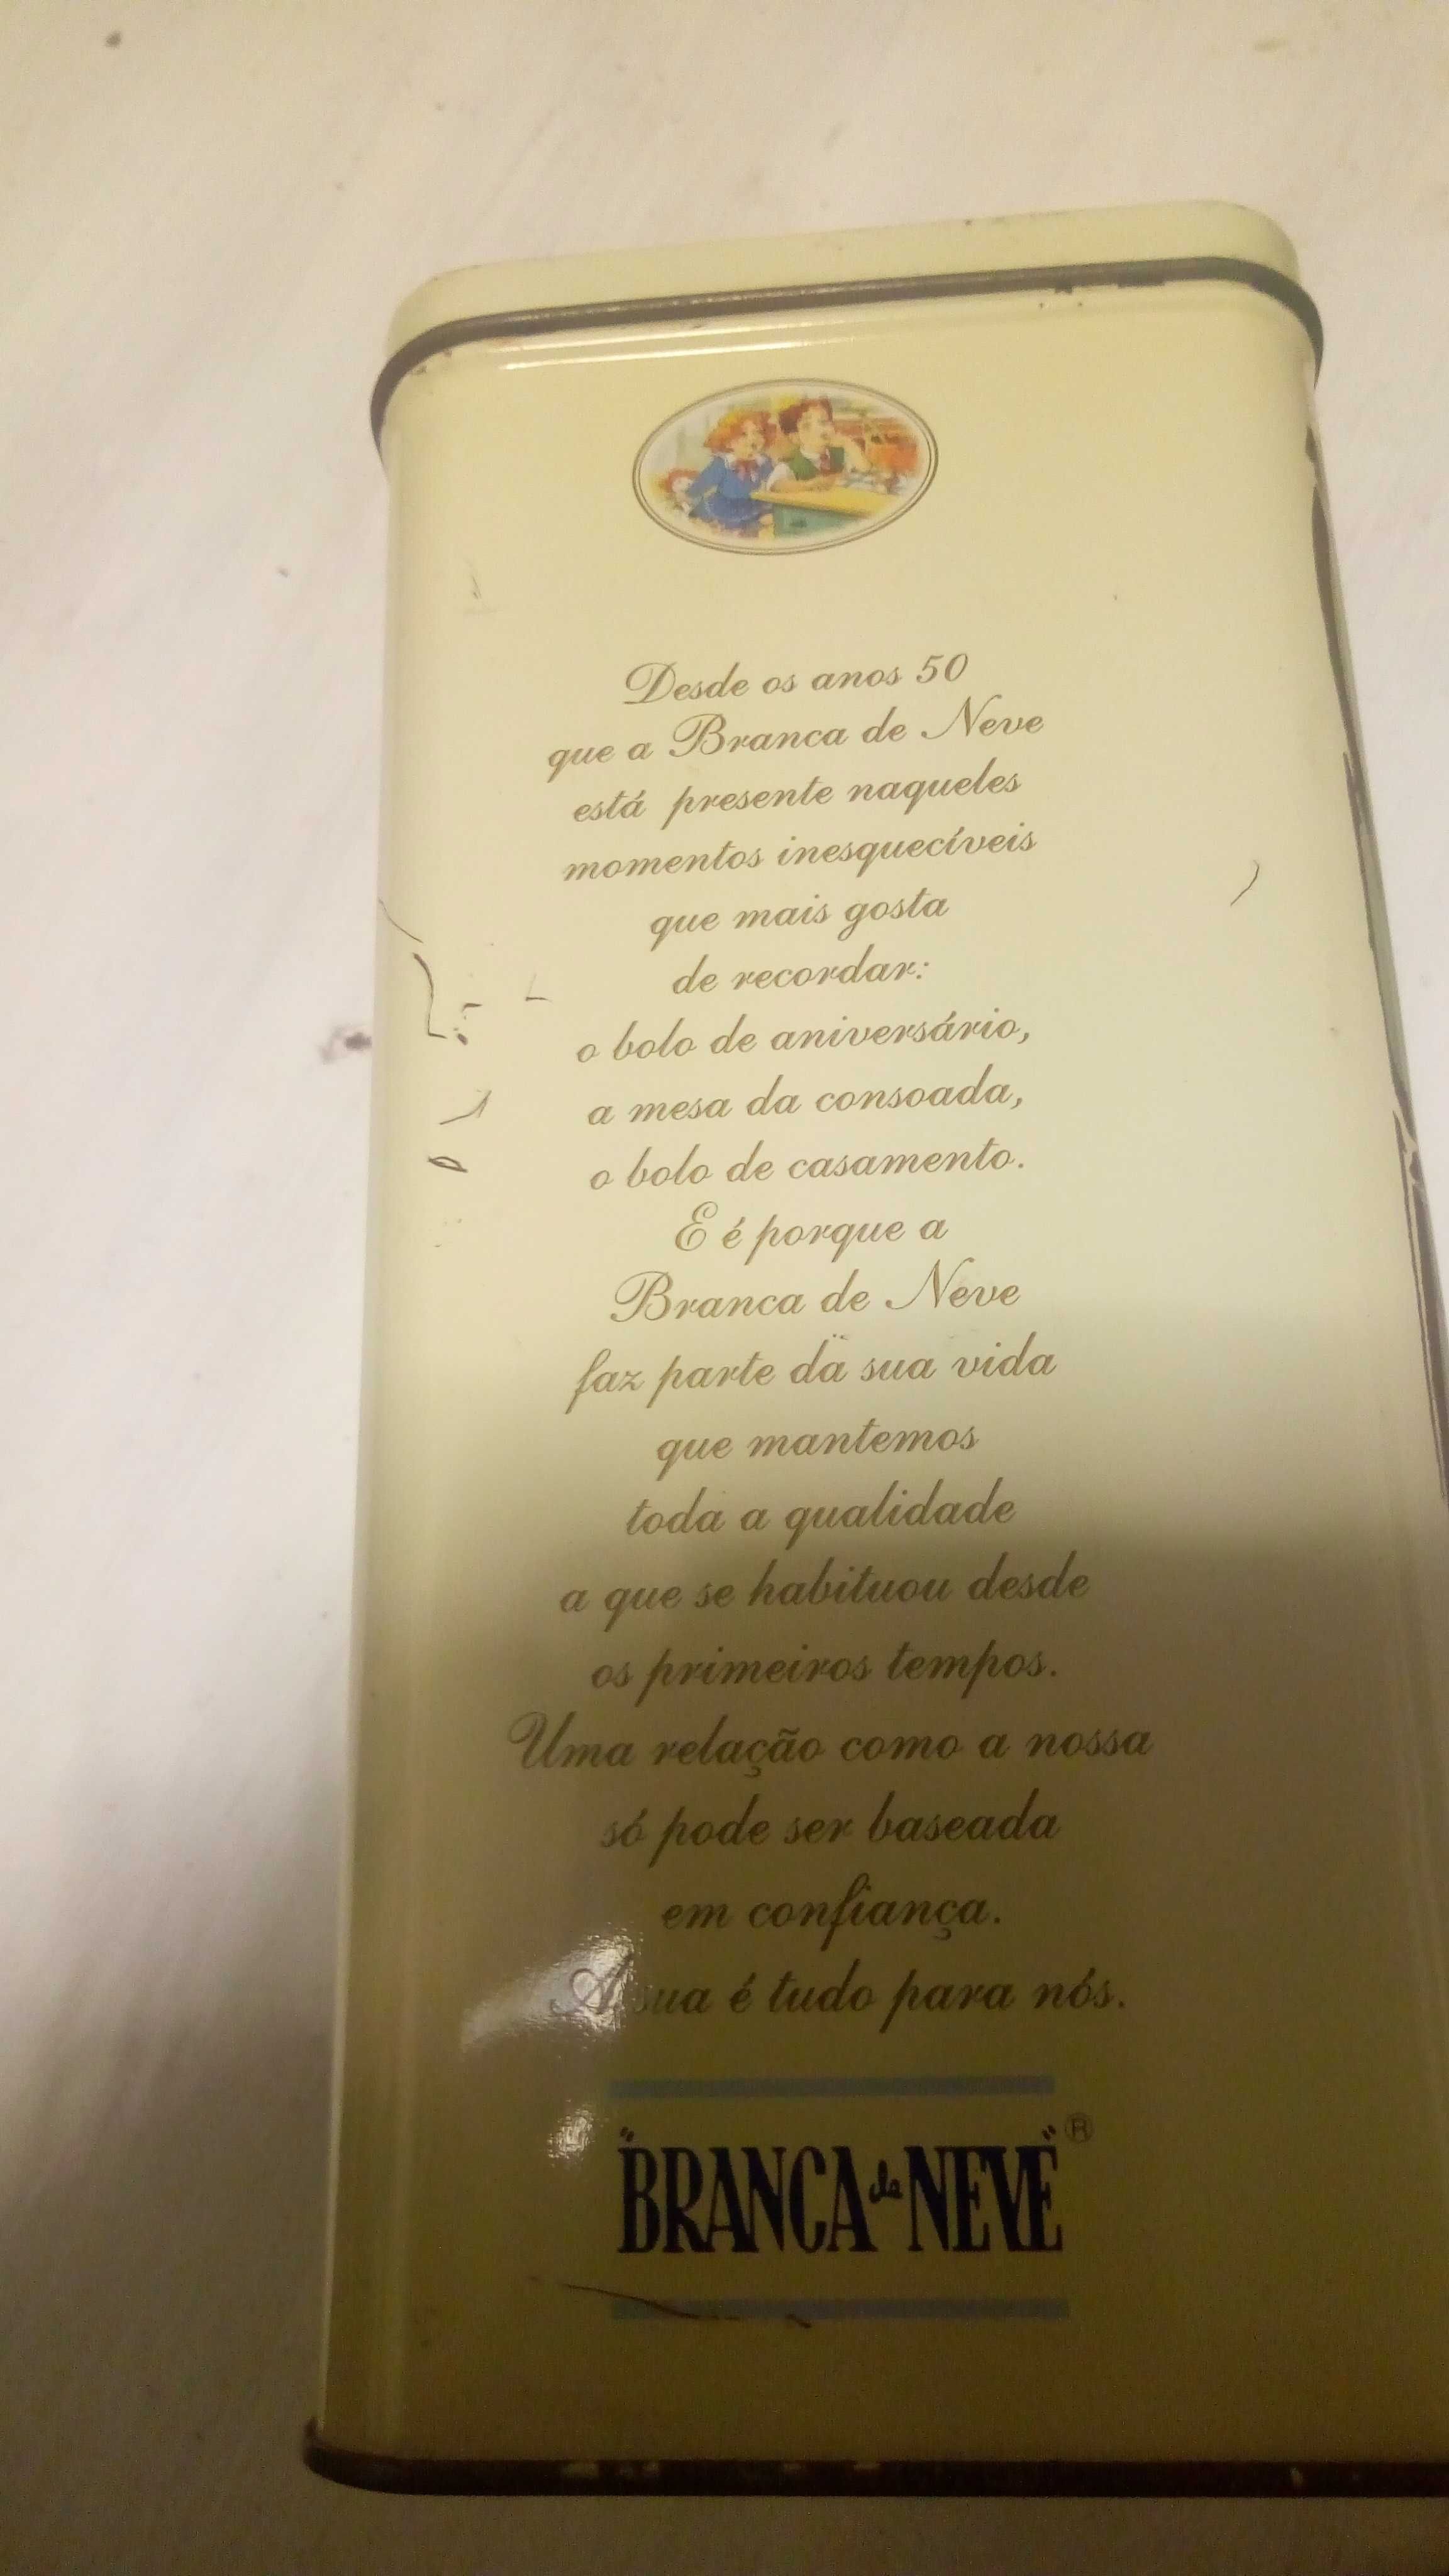 Desde os anos 50
que a Branca de Neve
está presente naqueles
momentos inesquecíveis
que mais gosta
de recordar:
o bolo de aniversário,
a mesa da consoada,
o bolo de casamento.
E é porque a
Branca de Neve
faz parte da sua vida
que mantemos
toda a qualidade
a que se habituou desde
os primeiros tempos.
Uma relação como a nossa
só pode ser baseada
em confiança.
A sua é tudo para nós.
"BRANCA de NEVE"®